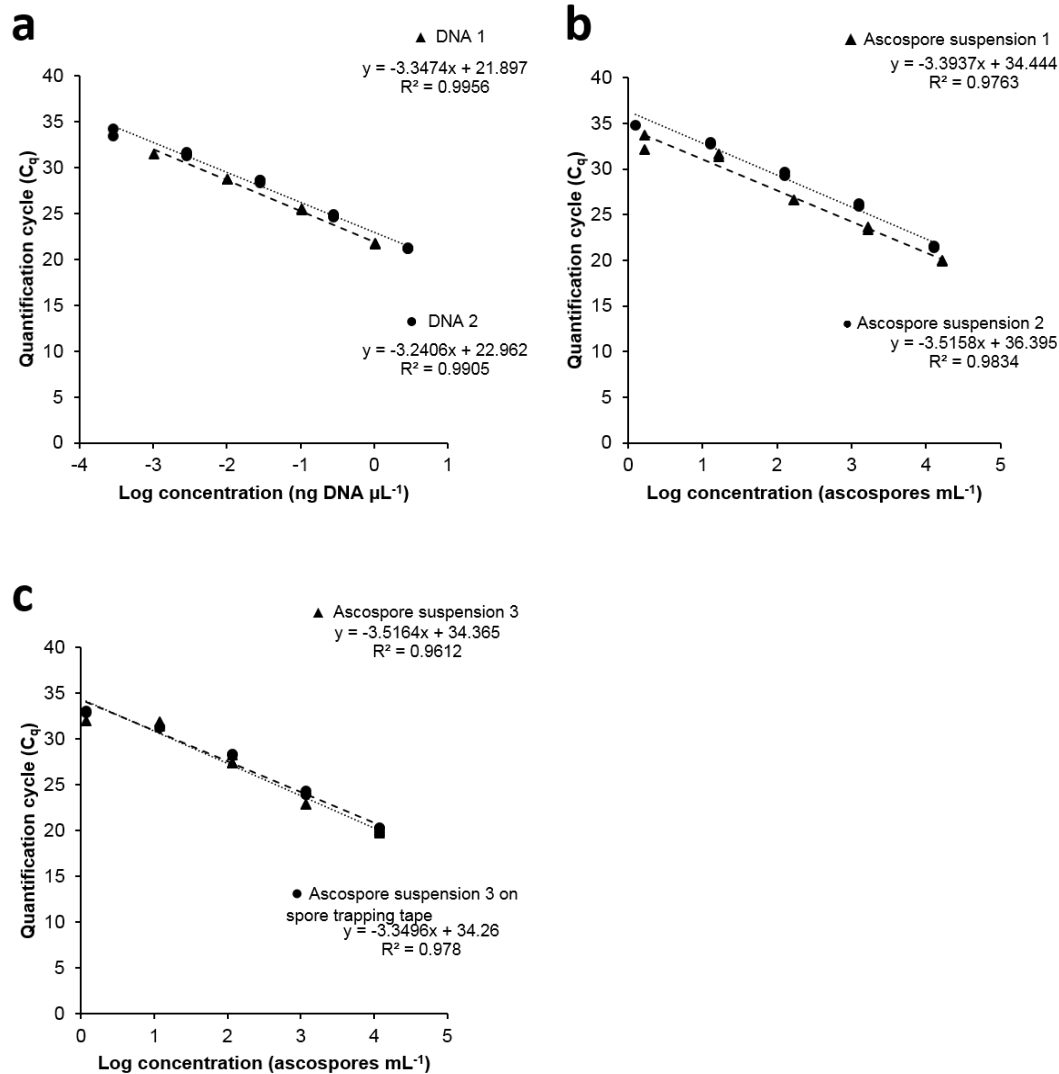 a
▲ DNA 1
y = -3.3474x + 21.897
R² = 0.9956
40
35
30
25
20
15
10
5
0
Quantification cycle (Cq)
● DNA 2
y = -3.2406x + 22.962
R² = 0.9905
-4 -3 -2 -1 0 1
Log concentration (ng DNA µL⁻¹)
b
▲ Ascospore suspension 1
y = -3.3937x + 34.444
R² = 0.9763
40
35
30
25
20
15
10
5
0
Quantification cycle (Cq)
● Ascospore suspension 2
y = -3.5158x + 36.395
R² = 0.9834
0 1 2 3 4 5
Log concentration (ascospores mL⁻¹)
c
▲ Ascospore suspension 3
y = -3.5164x + 34.365
R² = 0.9612
40
35
30
25
20
15
10
5
0
Quantification cycle (Cq)
● Ascospore suspension 3 on
spore trapping tape
y = -3.3496x + 34.26
R² = 0.978
0 1 2 3 4 5
Log concentration (ascospores mL⁻¹)